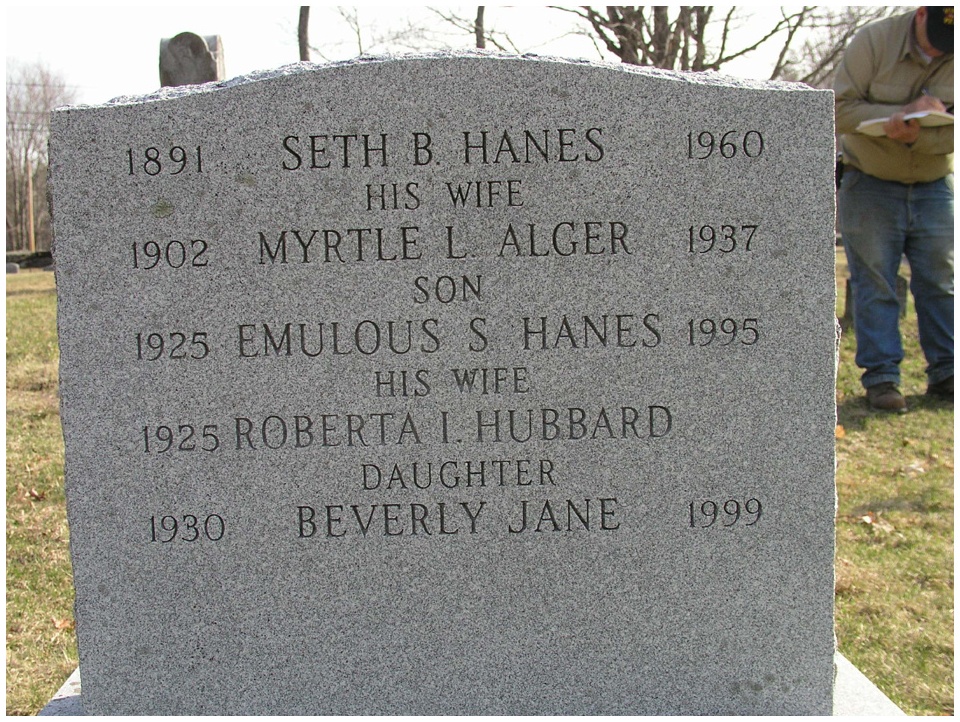 1891 SETH B. HANES 1960
HIS WIFE
1902 MYRTLE L. ALGER 1937
SON
1925 EMULOUS S HANES 1995
HIS WIFE
1925 ROBERTA I. HUBBARD
DAUGHTER
1930 BEVERLY JANE 1999